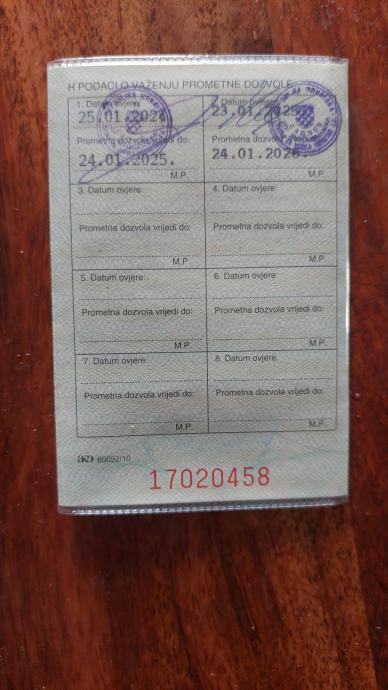 H PODACI O VAŽENJU PROMETNE DOZVOLE
1. Datum ovjere:
25.01.2024
Prometna dozvola vrijedi do:
24.01.2025.
M.P.
2. Datum ovjere:
23.01.2025.
Prometna dozvola vrijedi do:
24.01.2026.
M.P.
3. Datum ovjere:
Prometna dozvola vrijedi do:
M.P.
4. Datum ovjere:
Prometna dozvola vrijedi do:
M.P.
5. Datum ovjere:
Prometna dozvola vrijedi do:
M.P.
6. Datum ovjere:
Prometna dozvola vrijedi do:
M.P.
7. Datum ovjere:
Prometna dozvola vrijedi do:
M.P.
8. Datum ovjere:
Prometna dozvola vrijedi do:
M.P.
AKD 60692/10
17020458